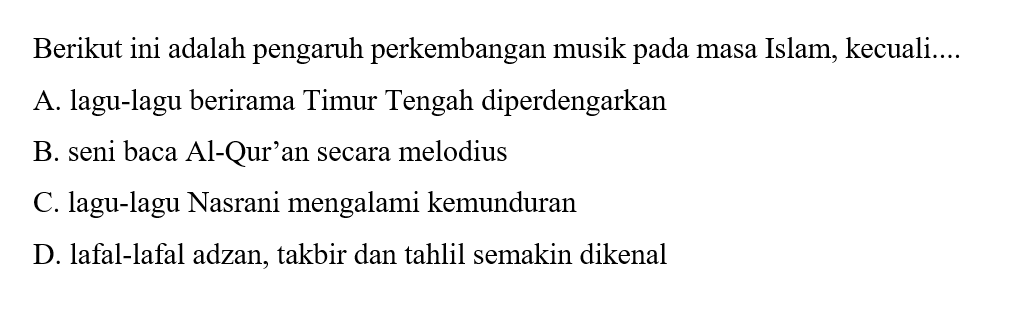 Berikut ini adalah pengaruh perkembangan musik pada masa Islam, kecuali....
A. lagu-lagu berirama Timur Tengah diperdengarkan
B. seni baca Al-Qur’an secara melodius
C. lagu-lagu Nasrani mengalami kemunduran
D. lafal-lafal adzan, takbir dan tahlil semakin dikenal